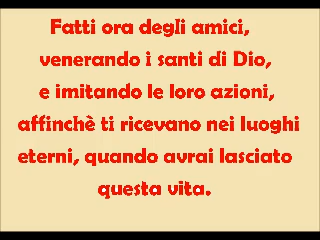 Fatti ora degli amici,
venerando i santi di Dio,
e imitando le loro azioni,
affinchè ti ricevano nei luoghi
eterni, quando avrai lasciato
questa vita.